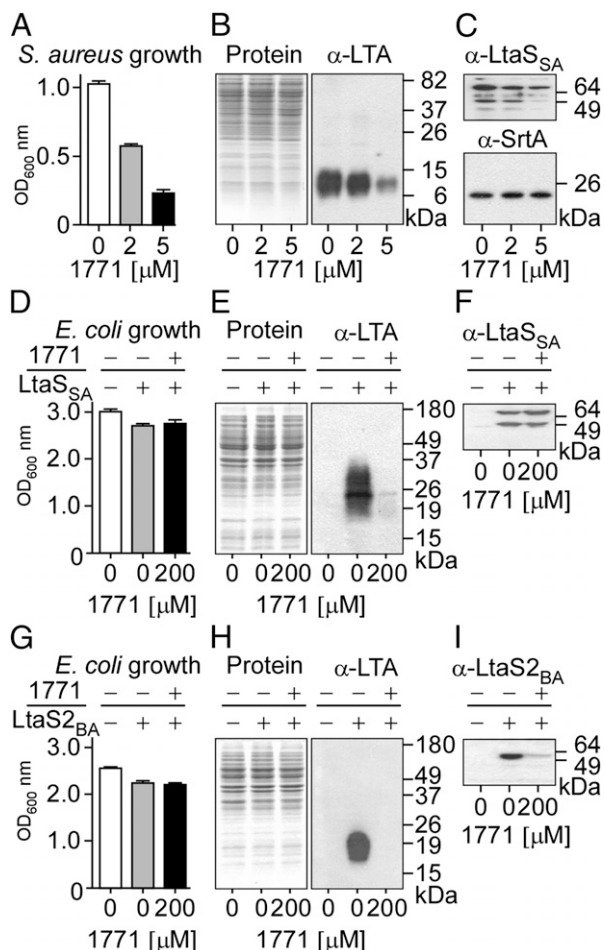 A B C
S. aureus growth Protein α-LTA α-LtaS_SA
OD600 nm
1.0
0.5
0
0 2 5
1771 [µM]
82
37
26
15
6
kDa
0 2 5 0 2 5
1771 [µM]
64
49
α-SrtA
26
kDa
0 2 5
1771 [µM]
D E F
E. coli growth Protein α-LTA α-LtaS_SA
1771 – – + – – + – – + – – +
LtaS_SA – + + – + + – + + – + +
OD600 nm
3.0
2.0
1.0
0
0 0 200
1771 [µM]
180
49
37
26
19
15
kDa
0 0 200 0 0 200
1771 [µM]
64
49
kDa
0 0 200
1771 [µM]
G H I
E. coli growth Protein α-LTA α-LtaS2_BA
1771 – – + – – + – – + – – +
LtaS2_BA – + + – + + – + + – + +
OD600 nm
3.0
2.0
1.0
0
0 0 200
1771 [µM]
180
49
37
26
19
15
kDa
0 0 200 0 0 200
1771 [µM]
64
49
kDa
0 0 200
1771 [µM]